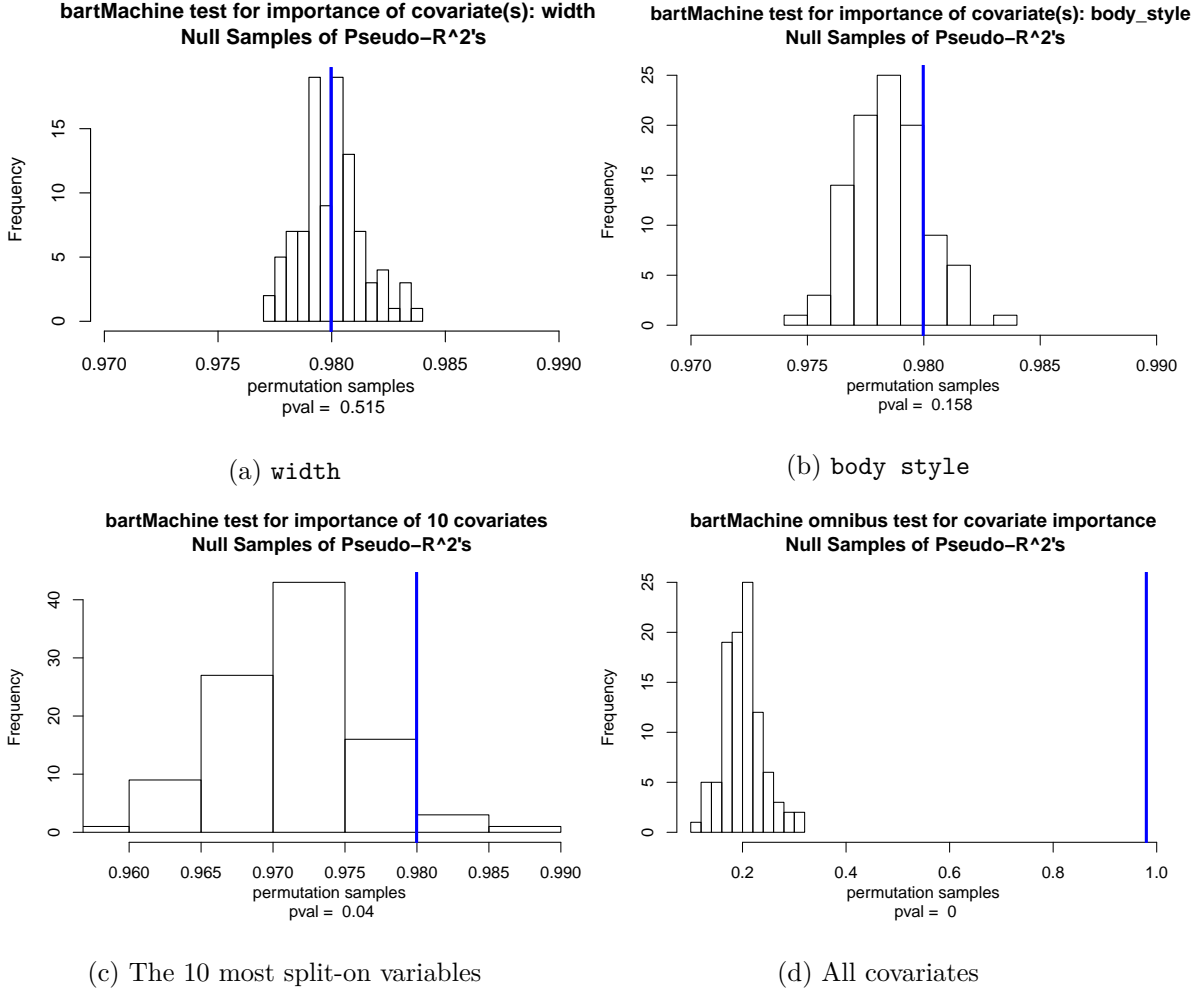 bartMachine test for importance of covariate(s): width
Null Samples of Pseudo−R^2's
Frequency
0
5
10
15
0.970 0.975 0.980 0.985 0.990
permutation samples
pval = 0.515
(a) width
bartMachine test for importance of covariate(s): body_style
Null Samples of Pseudo−R^2's
Frequency
0
5
10
15
20
25
0.970 0.975 0.980 0.985 0.990
permutation samples
pval = 0.158
(b) body style
bartMachine test for importance of 10 covariates
Null Samples of Pseudo−R^2's
Frequency
0
10
20
30
40
0.960 0.965 0.970 0.975 0.980 0.985 0.990
permutation samples
pval = 0.04
(c) The 10 most split-on variables
bartMachine omnibus test for covariate importance
Null Samples of Pseudo−R^2's
Frequency
0
5
10
15
20
25
0.2 0.4 0.6 0.8 1.0
permutation samples
pval = 0
(d) All covariates